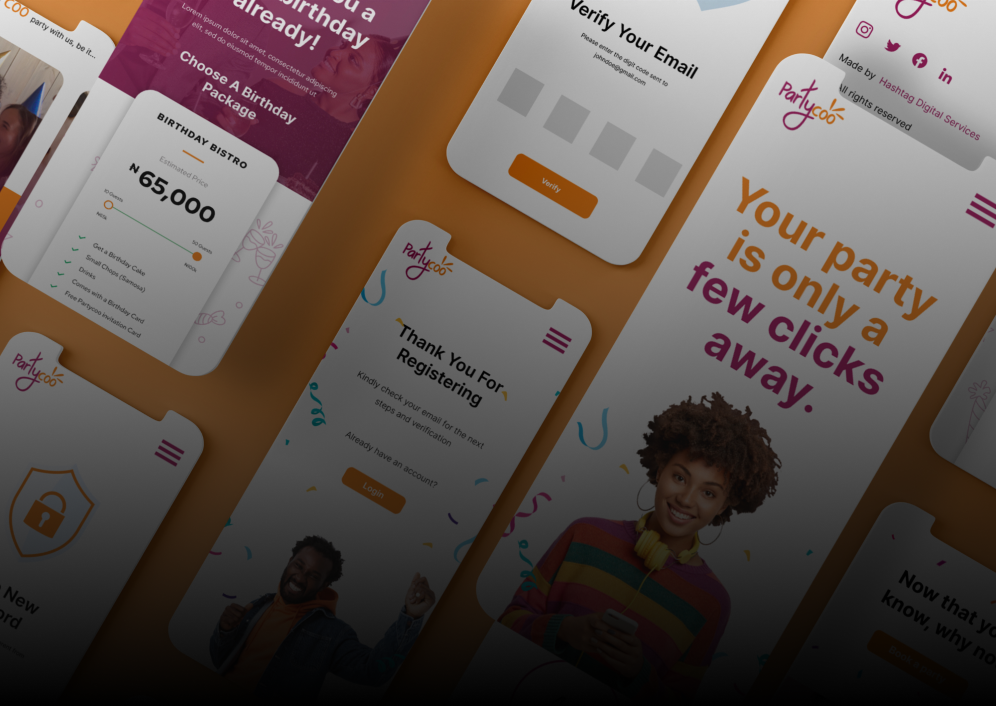 coo party with us, be it...
u a
birthday
already!
Lorem ipsum dolor sit amet, consectetur adipiscing
elit, sed do eiusmod tempor incididunt ut
Choose A Birthday
Package
BIRTHDAY BISTRO
Estimated Price
₦65,000
10 Guests
50 Guests
Get a Birthday Cake
Small Chops (Samosa)
Drinks
Comes with a Birthday Card
Free Partycoo Invitation Card
Verify Your Email
Please enter the digit code sent to
johndoe@gmail.com
Verify
Made by Hashtag Digital Services
All rights reserved
Partycoo
Your party
is only a
few clicks
away.
Partycoo
Thank You For
Registering
Kindly check your email for the next
steps and verification
Already have an account?
Login
Partycoo
New
ord
Now that yo
know, why no